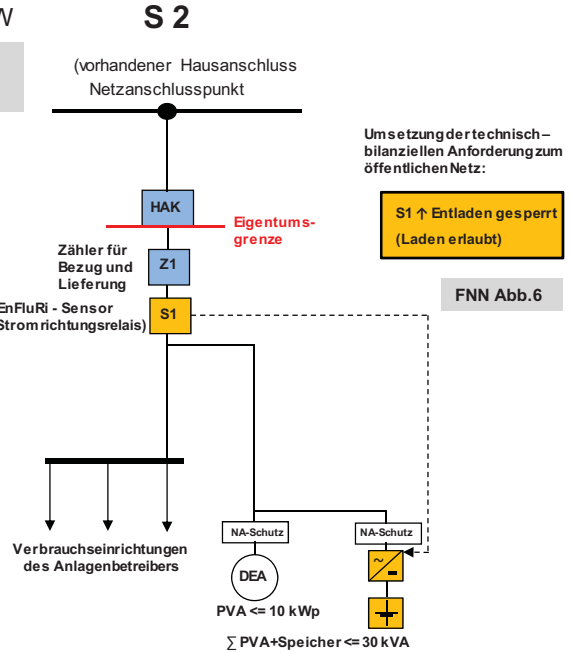 W
S 2
(vorhandener Hausanschluss
Netzanschlusspunkt
Umsetzung der technisch –
bilanziellen Anforderung zum
öffentlichen Netz:
HAK
Eigentums-
grenze
S1 ↑ Entladen gesperrt
(Laden erlaubt)
Zähler für
Bezug und
Lieferung
Z1
FNN Abb.6
EnFluRi - Sensor
Stromrichtungsrelais)
S1
NA-Schutz
NA-Schutz
Verbrauchseinrichtungen
des Anlagenbetreibers
DEA
~
PVA <= 10 kWp
∑ PVA+Speicher <= 30 kVA